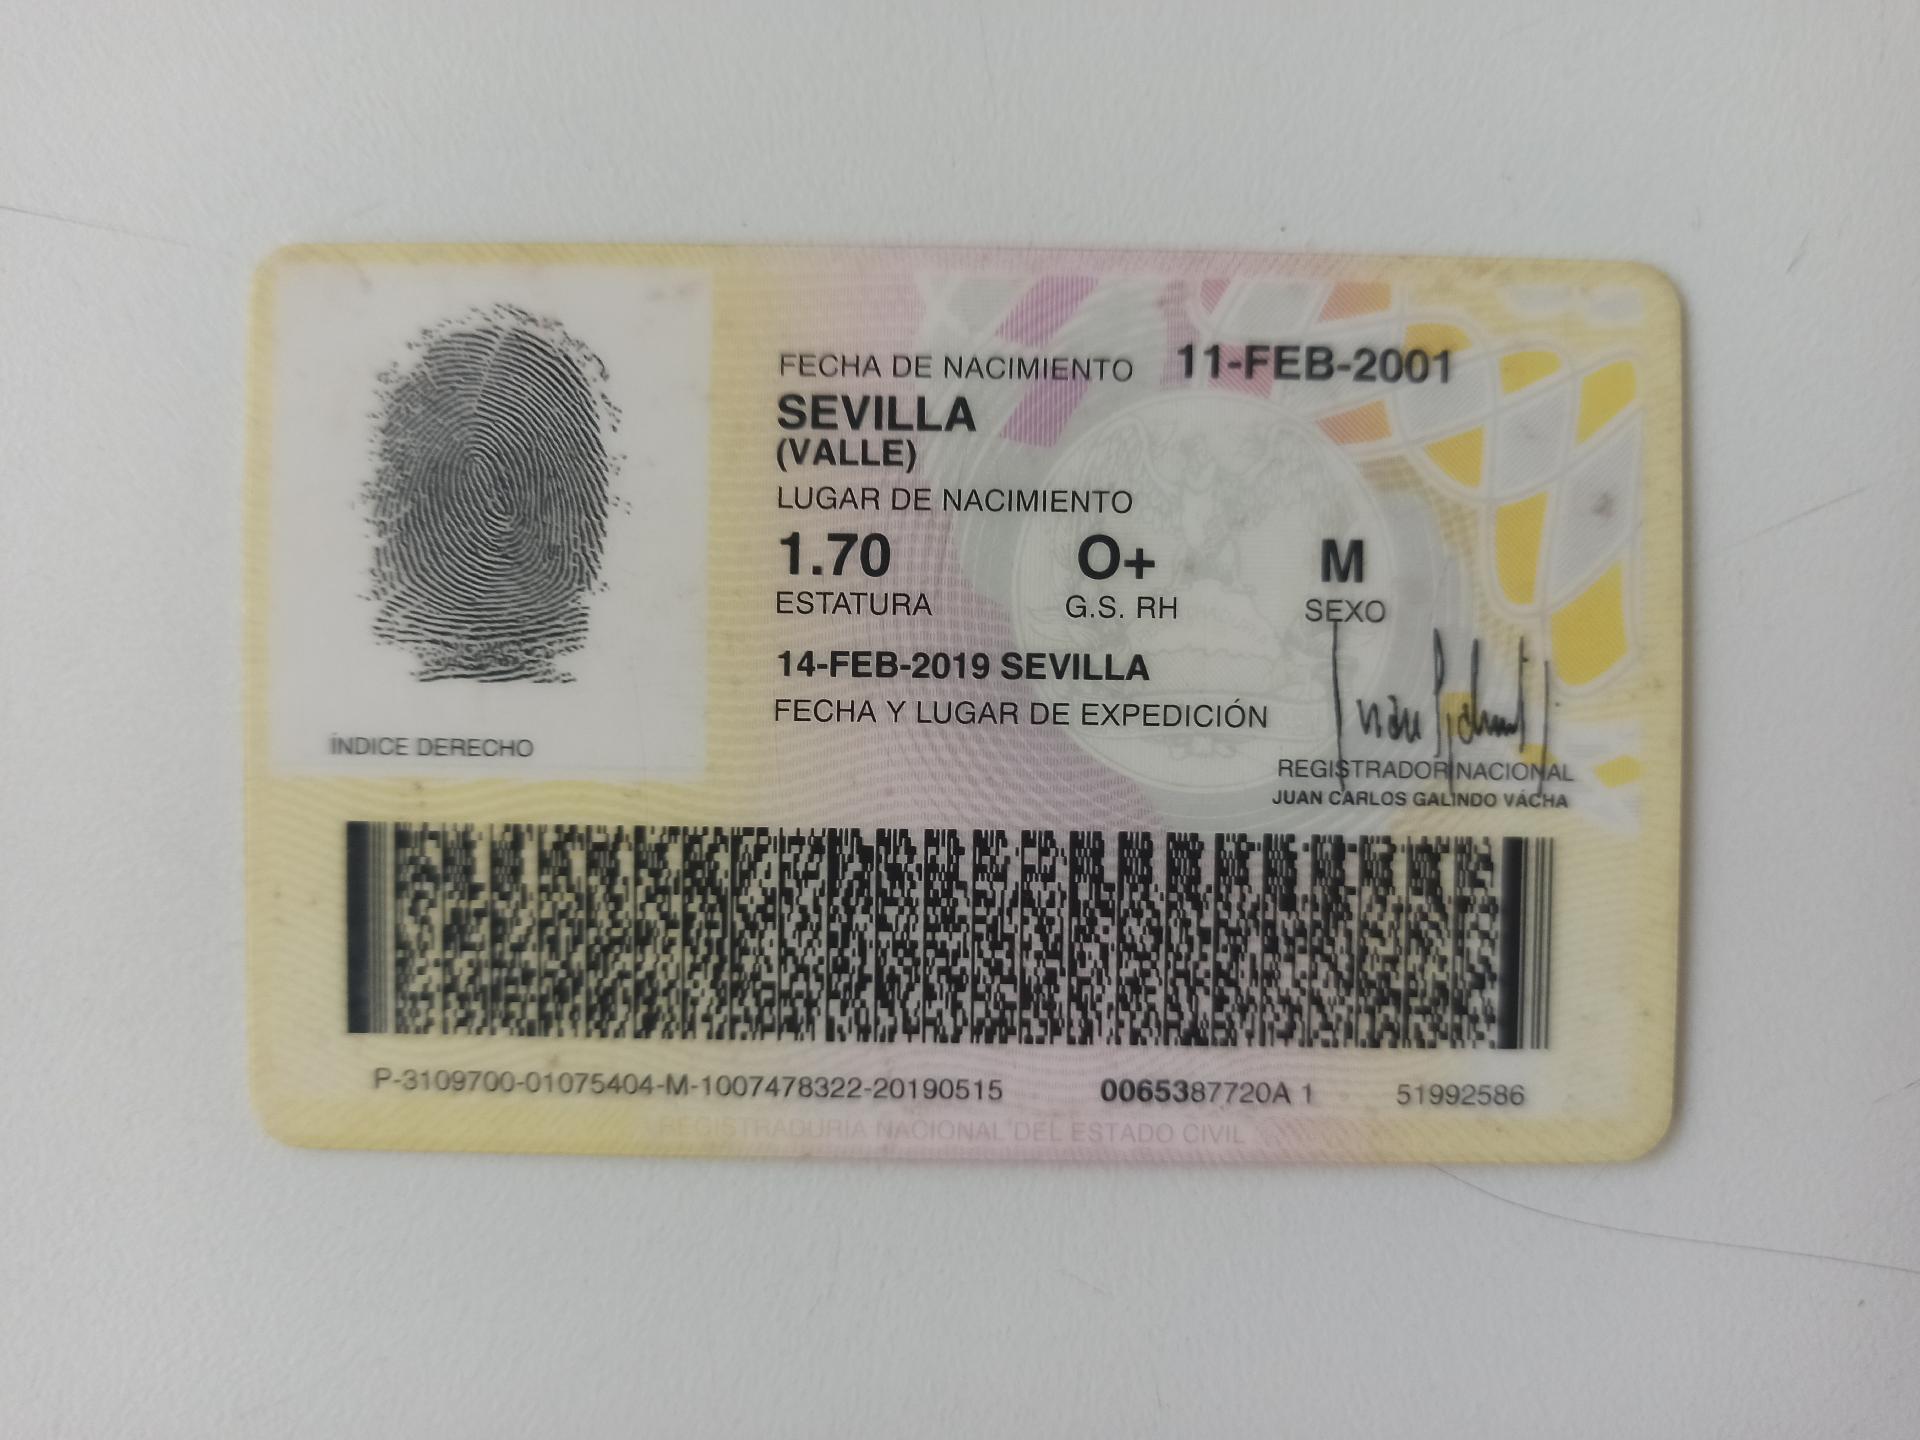 FECHA DE NACIMIENTO 11-FEB-2001
SEVILLA
(VALLE)
LUGAR DE NACIMIENTO
1.70 O+ M
ESTATURA G.S. RH SEXO
14-FEB-2019 SEVILLA
FECHA Y LUGAR DE EXPEDICIÓN
ÍNDICE DERECHO
REGISTRADOR NACIONAL
JUAN CARLOS GALINDO VÁCHA
P-3109700-01075404-M-1007478322-20190515 0065387720A 1 51992586
REGISTRADURIA NACIONAL DEL ESTADO CIVIL